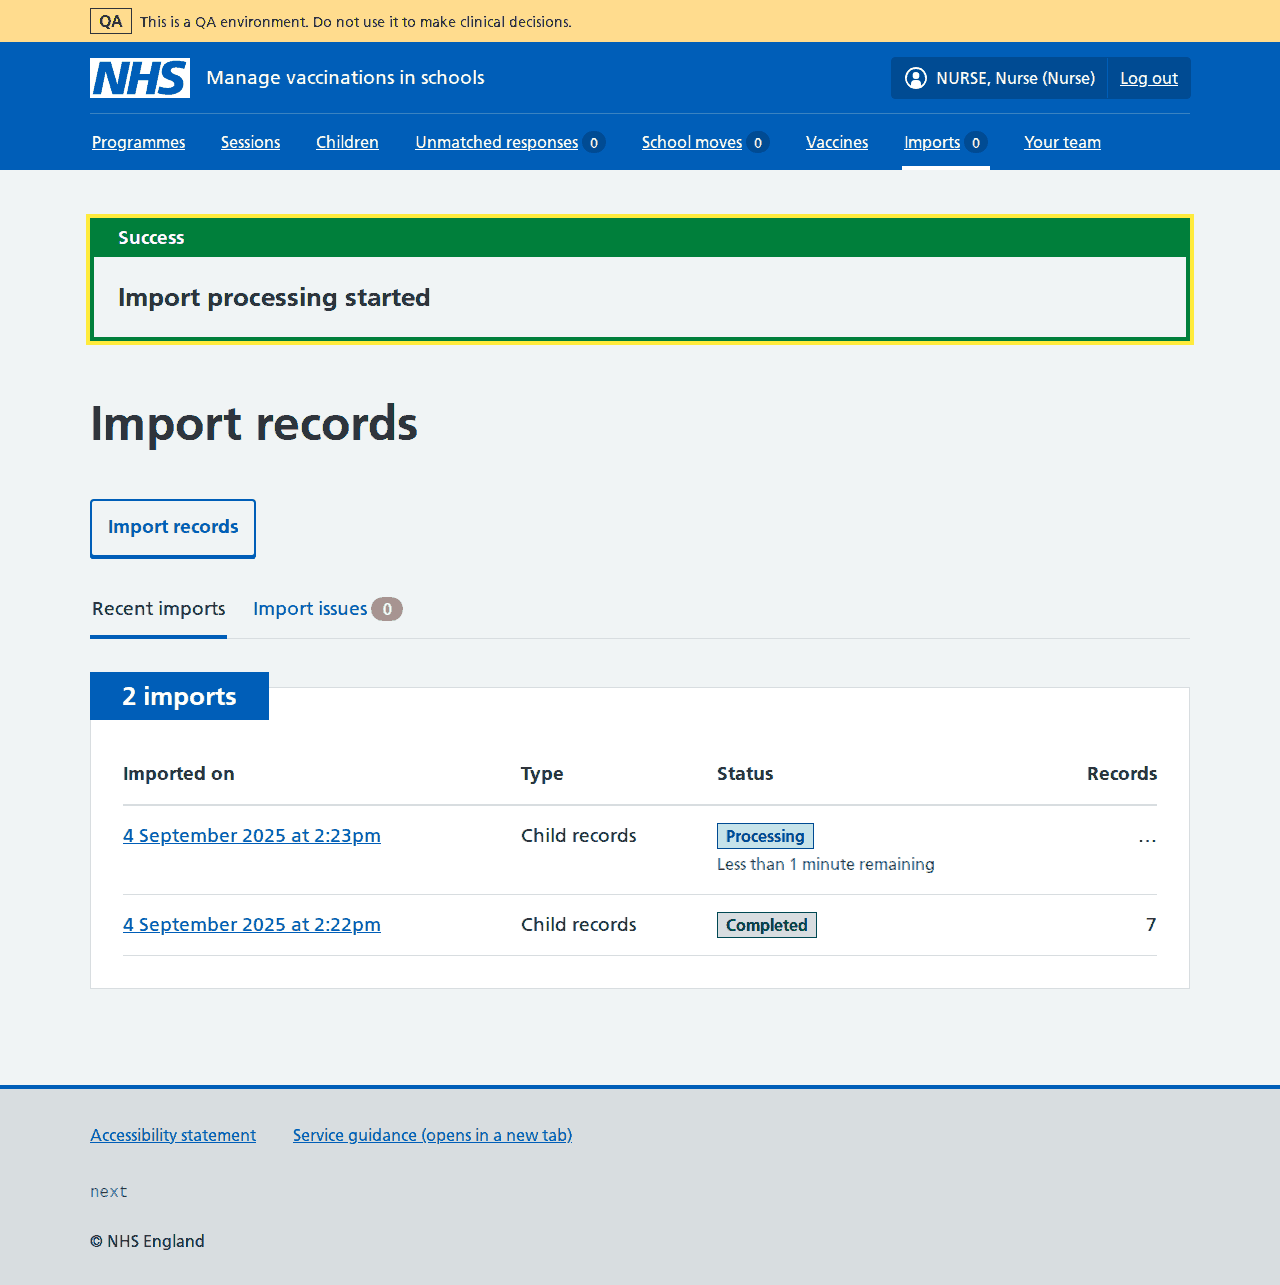 QA This is a QA environment. Do not use it to make clinical decisions.
NHS Manage vaccinations in schools NURSE, Nurse (Nurse) Log out
Programmes Sessions Children Unmatched responses 0 School moves 0 Vaccines Imports 0 Your team
Success
Import processing started
Import records
Import records
Recent imports Import issues 0
2 imports
Imported on Type Status Records
4 September 2025 at 2:23pm Child records Processing ...
Less than 1 minute remaining
4 September 2025 at 2:22pm Child records Completed 7
Accessibility statement Service guidance (opens in a new tab)
next
© NHS England